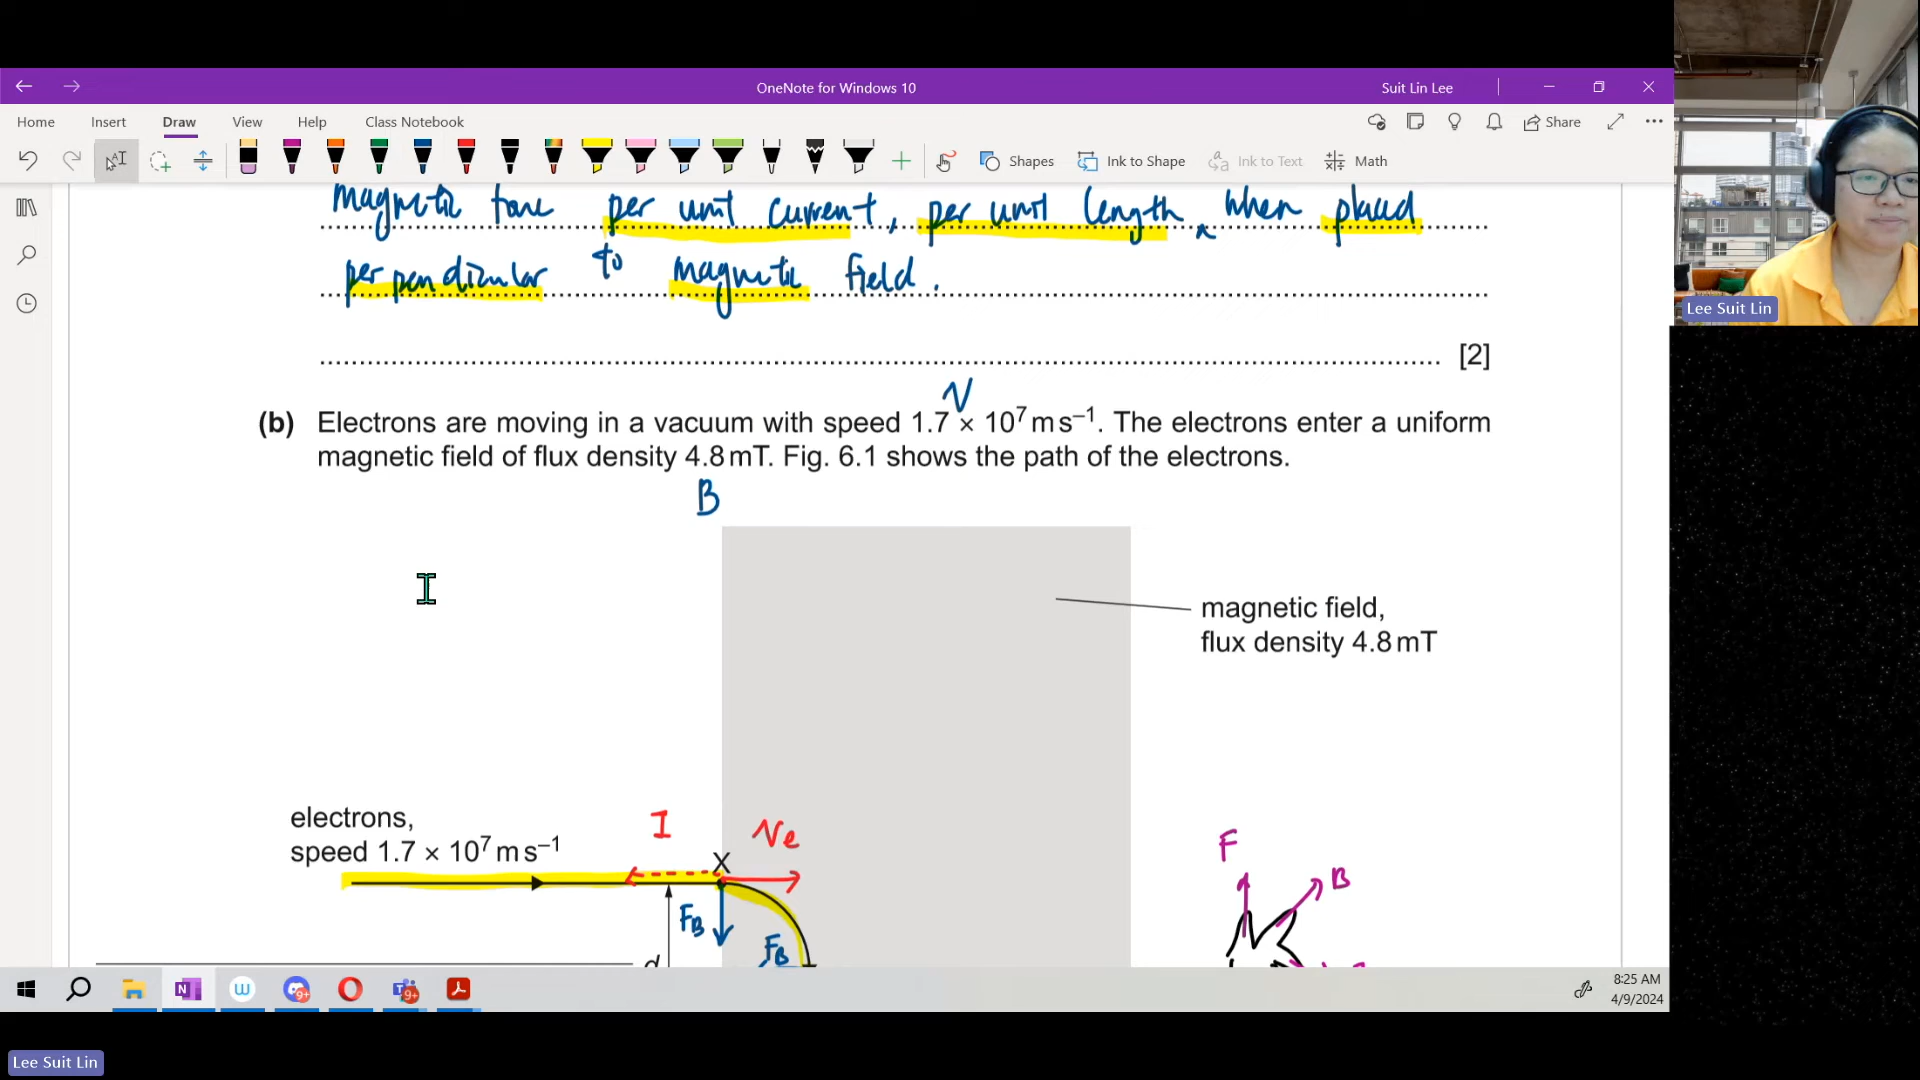 OneNote for Windows 10
Suit Lin Lee
Home Insert Draw View Help Class Notebook
Share
Shapes Ink to Shape Ink to Text Math
magnetic force per unit current, per unit length ʌ when placed
perpendicular to magnetic field.
[2]
v
(b) Electrons are moving in a vacuum with speed 1.7 × 10⁷ m s⁻¹. The electrons enter a uniform
magnetic field of flux density 4.8 mT. Fig. 6.1 shows the path of the electrons.
B
magnetic field,
flux density 4.8 mT
electrons,
speed 1.7 × 10⁷ m s⁻¹
I
Ve
X
F
B
F_B
F_B
d
Lee Suit Lin
8:25 AM
4/9/2024
Lee Suit Lin